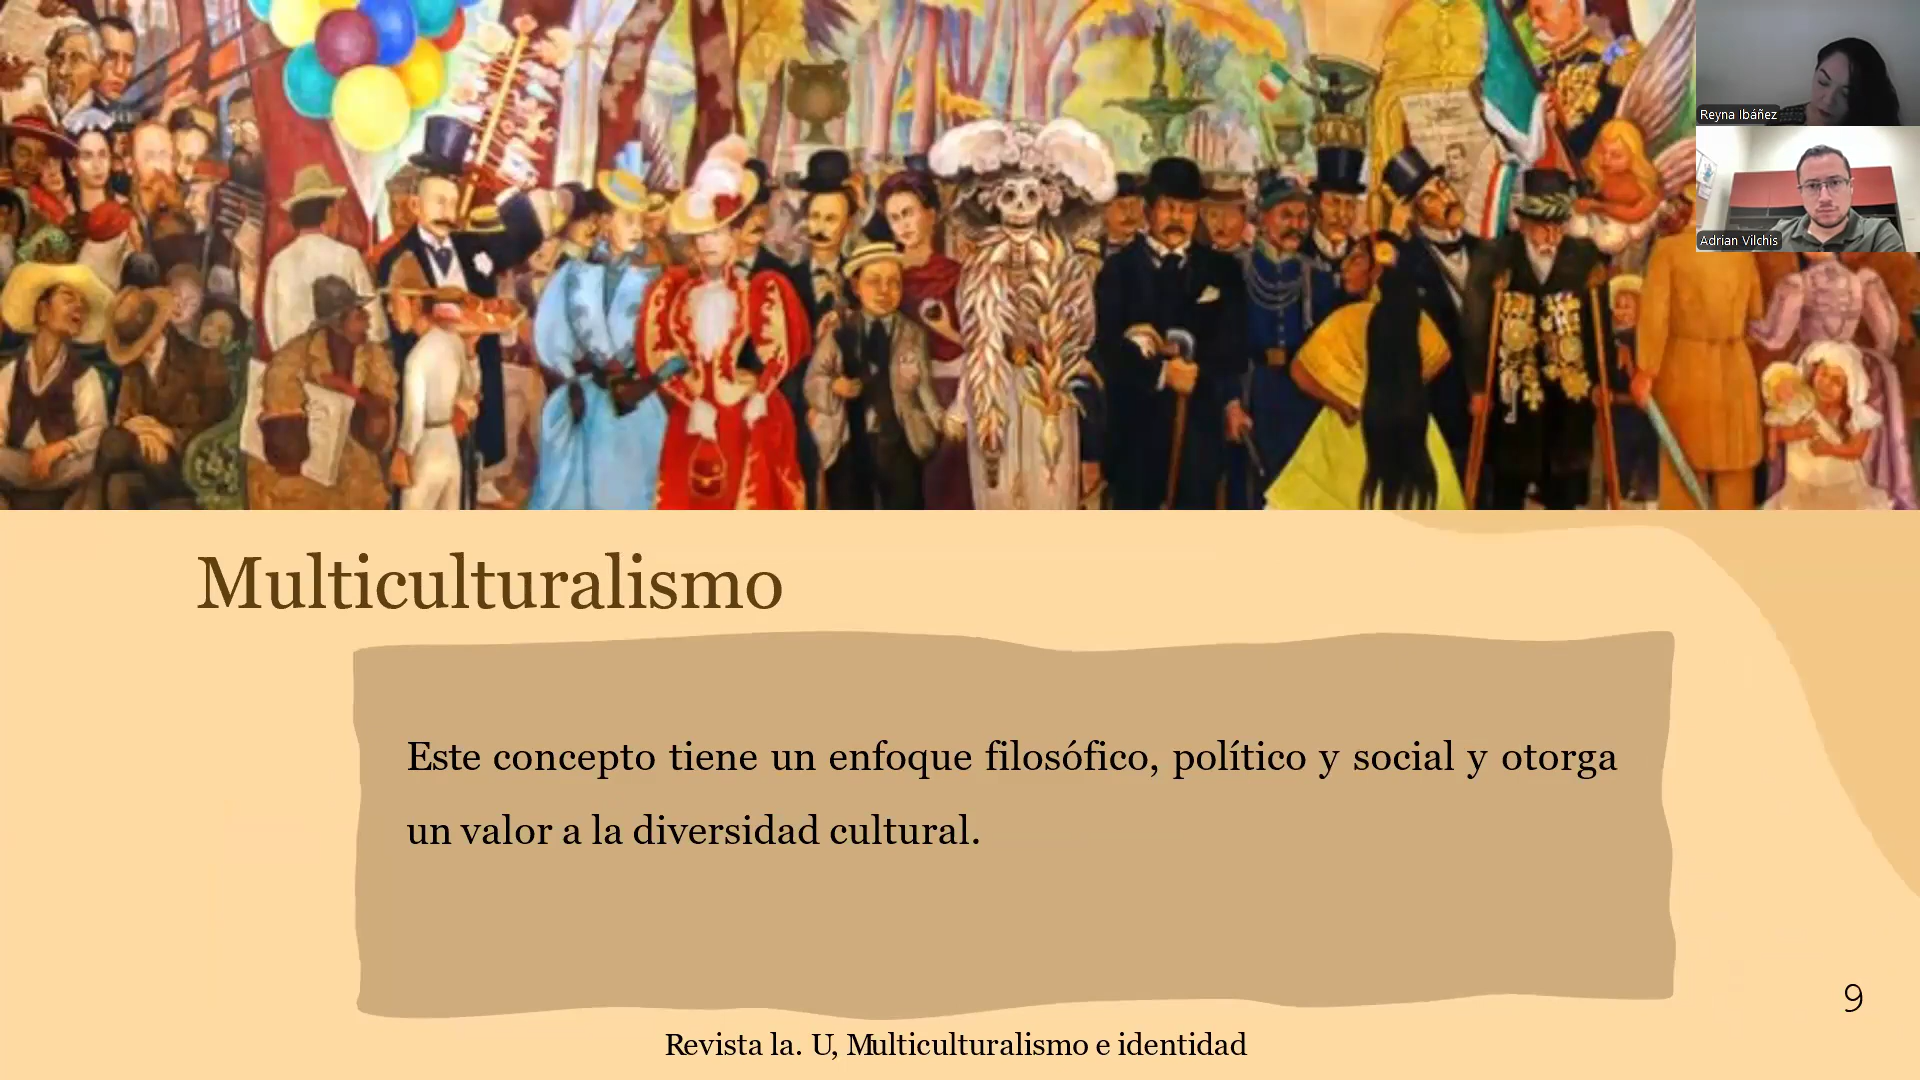 Reyna Ibáñez
Adrian Vilchis
Multiculturalismo
Este concepto tiene un enfoque filosófico, político y social y otorga
un valor a la diversidad cultural.
9
Revista la. U, Multiculturalismo e identidad